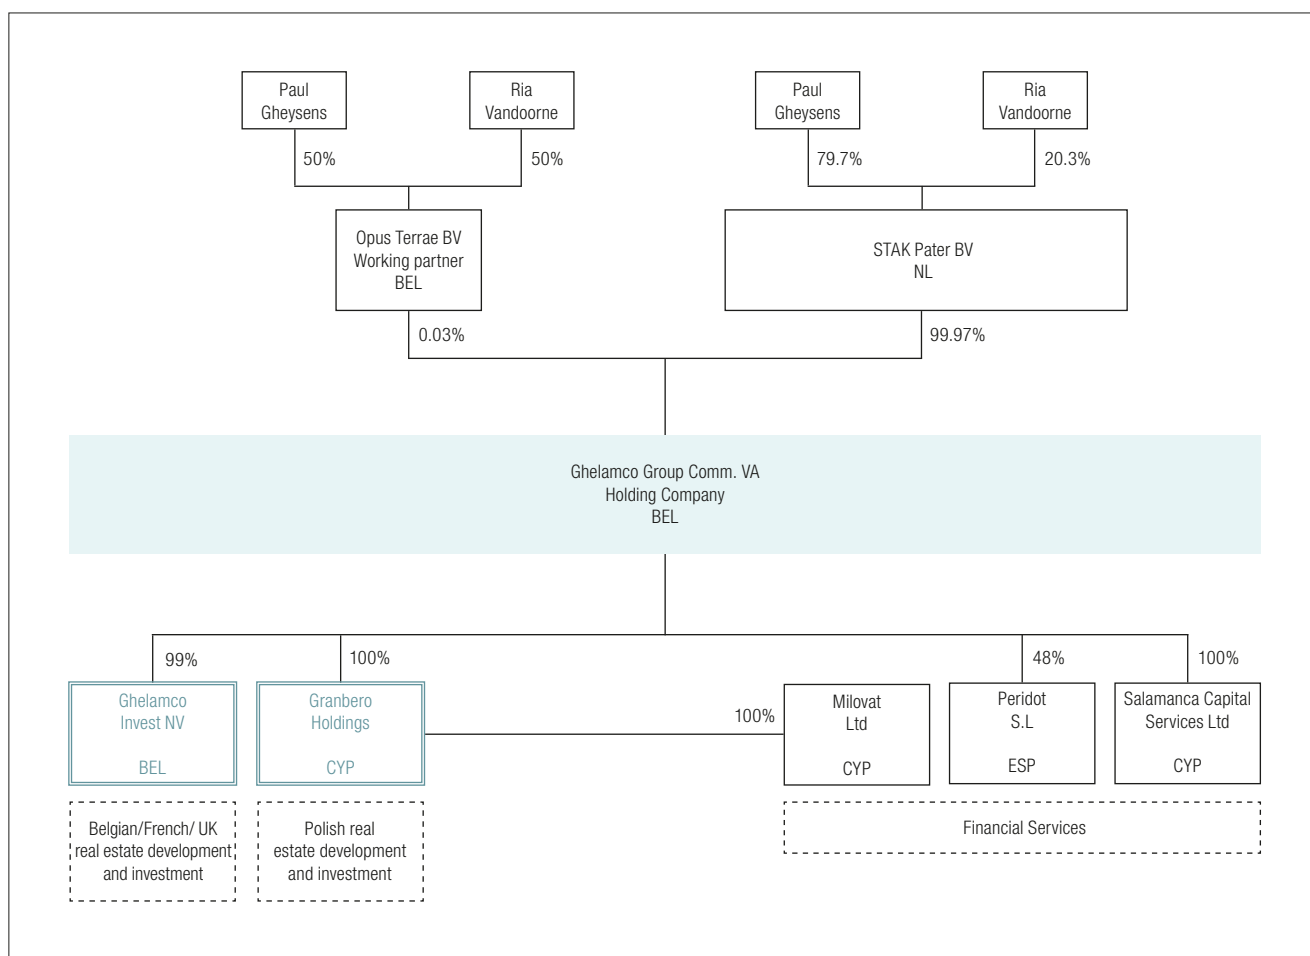 Paul
Gheysens
Ria
Vandoorne
Paul
Gheysens
Ria
Vandoorne
50%
50%
79.7%
20.3%
Opus Terrae BV
Working partner
BEL
STAK Pater BV
NL
0.03%
99.97%
Ghelamco Group Comm. VA
Holding Company
BEL
99%
100%
48%
100%
Ghelamco
Invest NV
BEL
Granbero
Holdings
CYP
100%
Milovat
Ltd
CYP
Peridot
S.L
ESP
Salamanca Capital
Services Ltd
CYP
Belgian/French/ UK
real estate development
and investment
Polish real
estate development
and investment
Financial Services